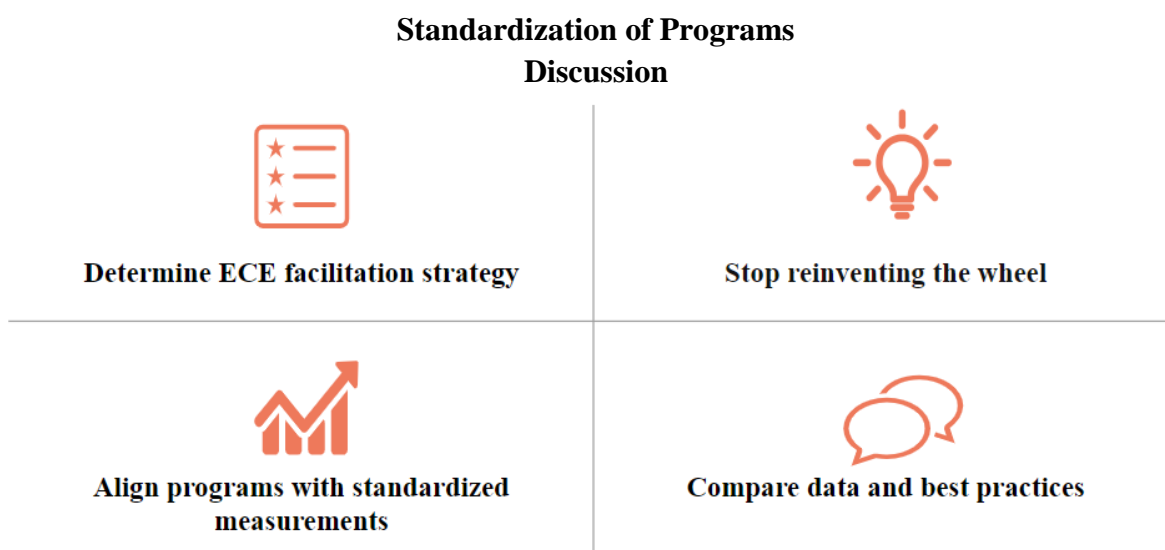 Standardization of Programs
Discussion
Determine ECE facilitation strategy
Stop reinventing the wheel
Align programs with standardized
measurements
Compare data and best practices